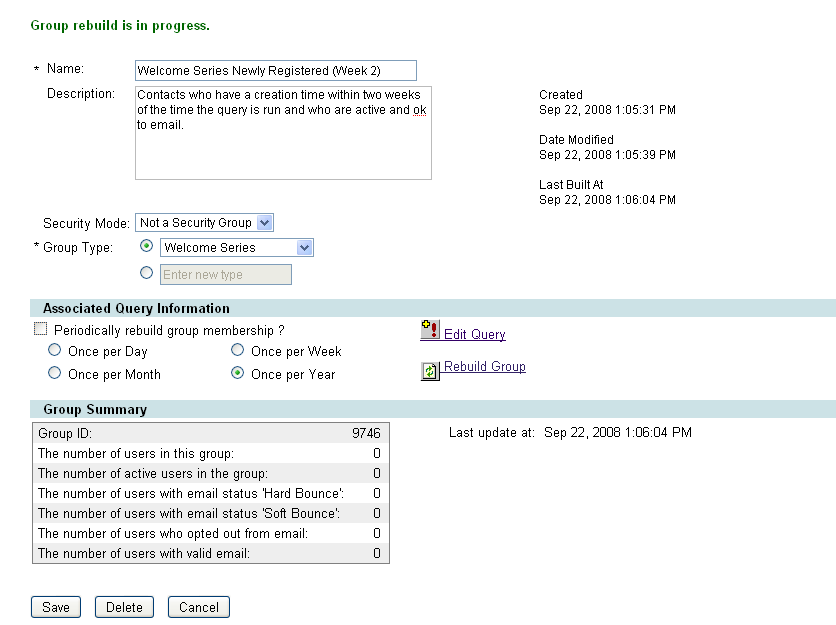 Group rebuild is in progress.
* Name: Welcome Series Newly Registered (Week 2)
Description: Contacts who have a creation time within two weeks
of the time the query is run and who are active and ok
to email.
Created
Sep 22, 2008 1:05:31 PM
Date Modified
Sep 22, 2008 1:05:39 PM
Last Built At
Sep 22, 2008 1:06:04 PM
Security Mode: Not a Security Group
* Group Type: Welcome Series
Enter new type
Associated Query Information
Periodically rebuild group membership ?
Once per Day Once per Week
Once per Month Once per Year
Edit Query
Rebuild Group
Group Summary
Group ID: 9746
The number of users in this group: 0
The number of active users in the group: 0
The number of users with email status 'Hard Bounce': 0
The number of users with email status 'Soft Bounce': 0
The number of users who opted out from email: 0
The number of users with valid email: 0
Last update at: Sep 22, 2008 1:06:04 PM
Save Delete Cancel